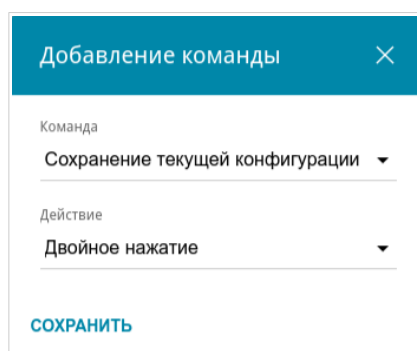 Добавление команды
Команда
Сохранение текущей конфигурации
Действие
Двойное нажатие
СОХРАНИТЬ